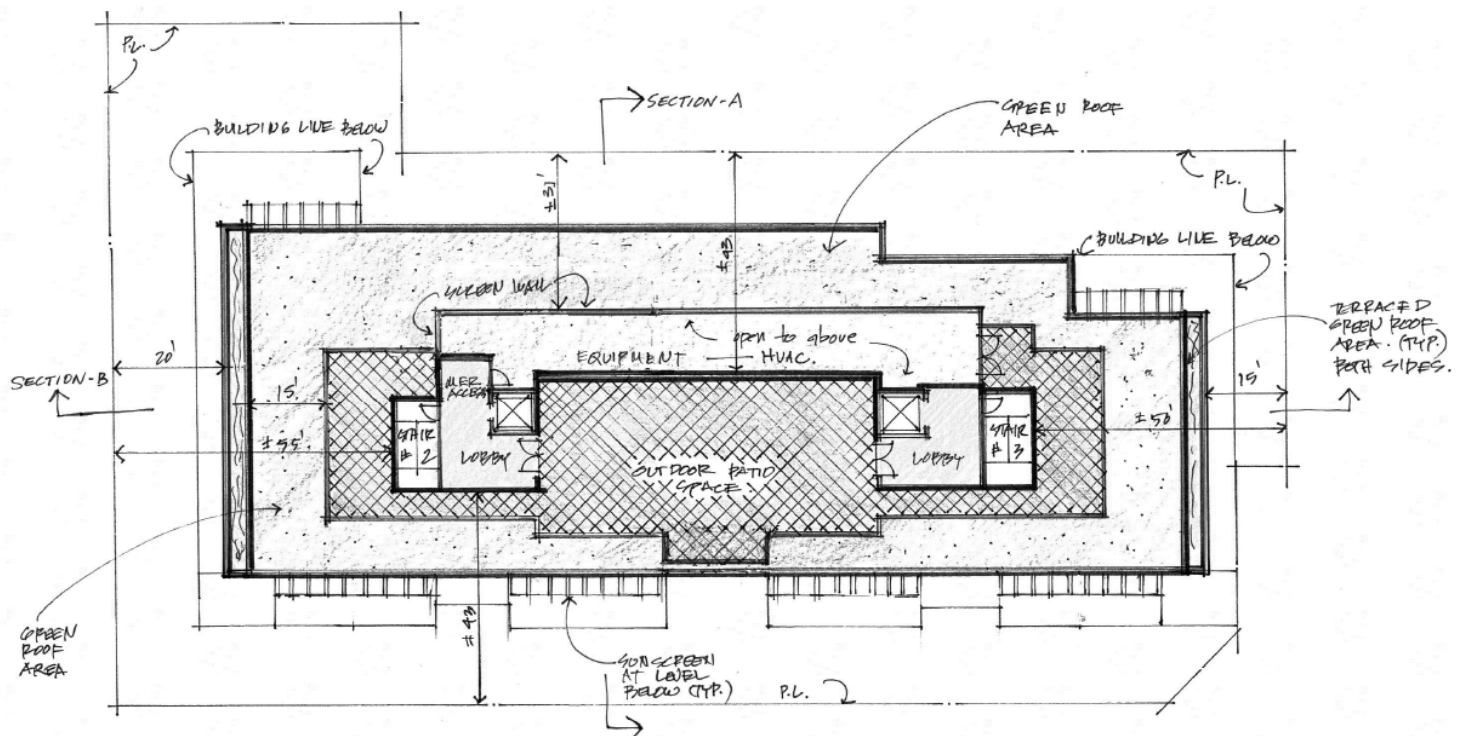 P.L.
SECTION-A
GREEN ROOF
AREA
BUILDING LINE BELOW
±31'
±43
P.L.
BUILDING LINE BELOW
SCREEN WALL
open to above
EQUIPMENT
HVAC.
TERRACED
GREEN ROOF
AREA. (TYP.)
BOTH SIDES.
20'
SECTION-B
15'
MER
ACCESS
15'
±55'
±50'
STAIR
# 2
LOBBY
OUTDOOR PATIO
SPACE
LOBBY
STAIR
# 3
±43
GREEN
ROOF
AREA
SUNSCREEN
AT LEVEL
BELOW (TYP.)
P.L.